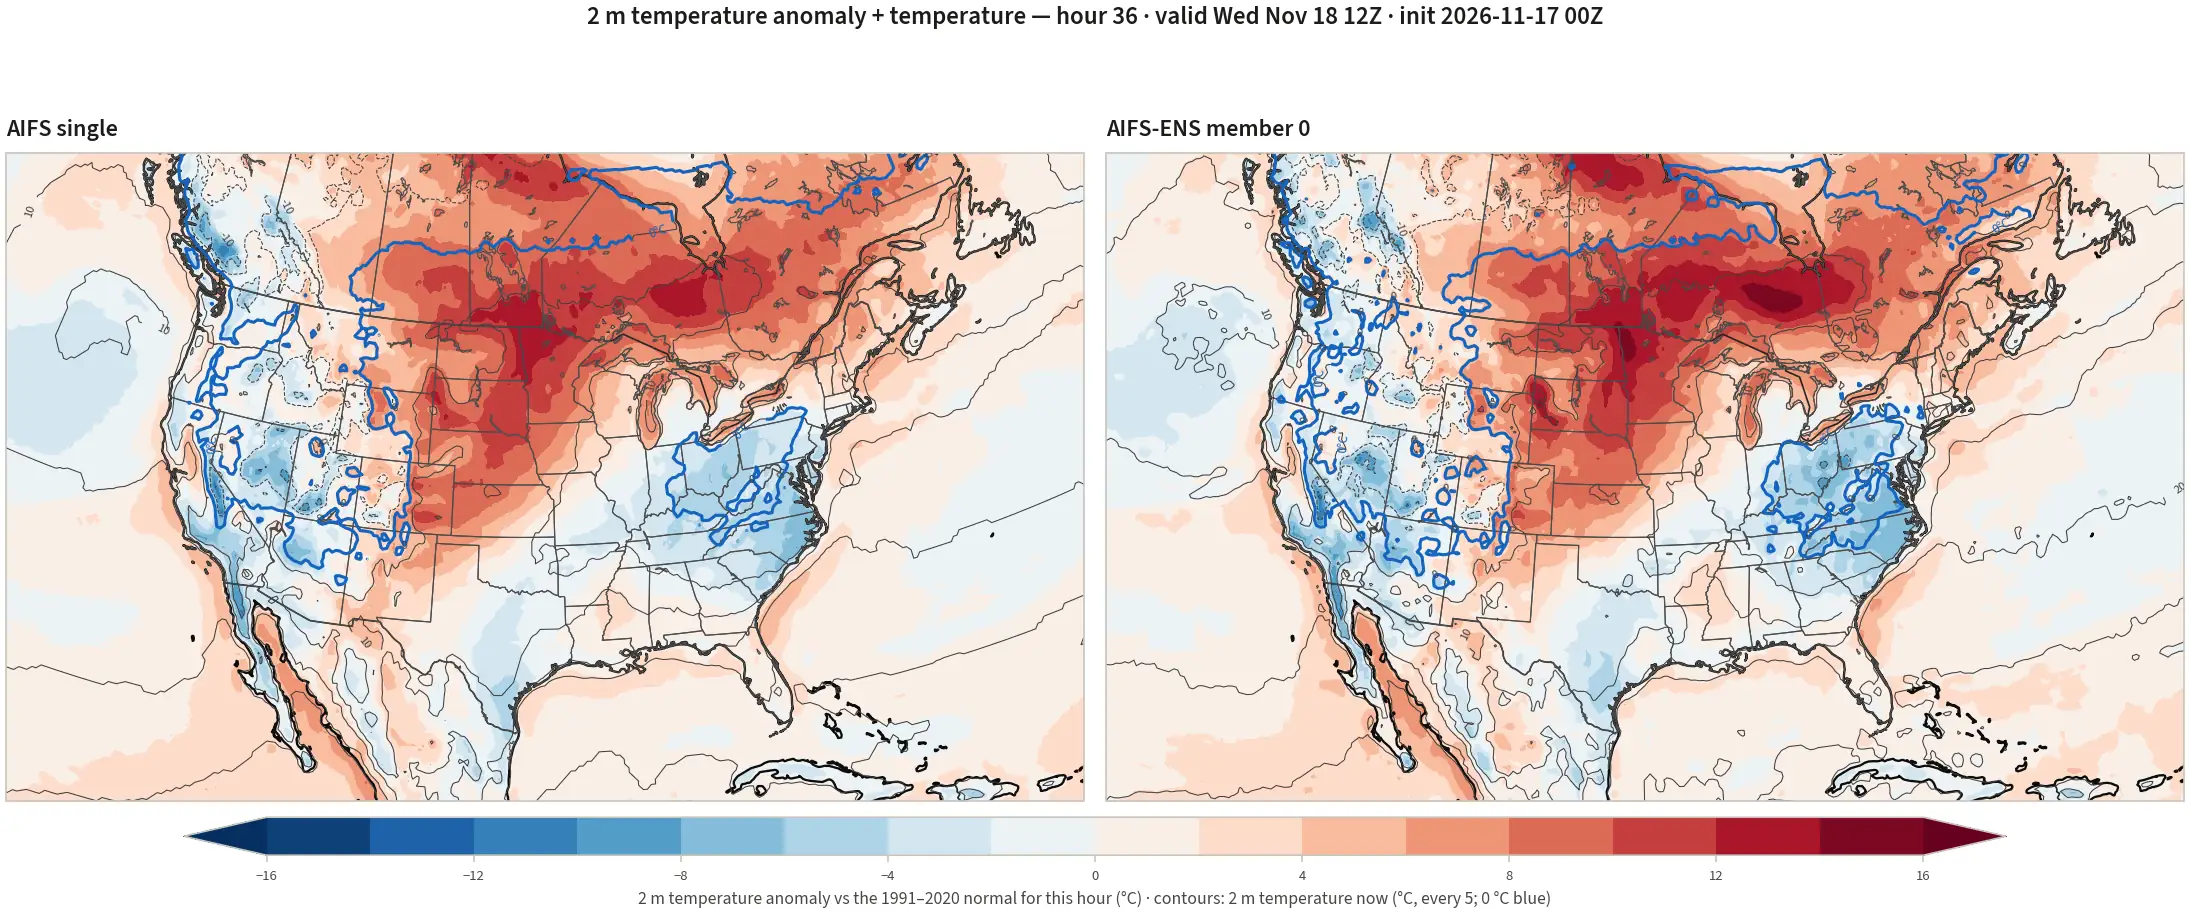 2 m temperature anomaly + temperature — hour 36 · valid Wed Nov 18 12Z · init 2026-11-17 00Z
AIFS single
AIFS-ENS member 0
−16 −12 −8 −4 0 4 8 12 16
2 m temperature anomaly vs the 1991–2020 normal for this hour (°C) · contours: 2 m temperature now (°C, every 5; 0 °C blue)